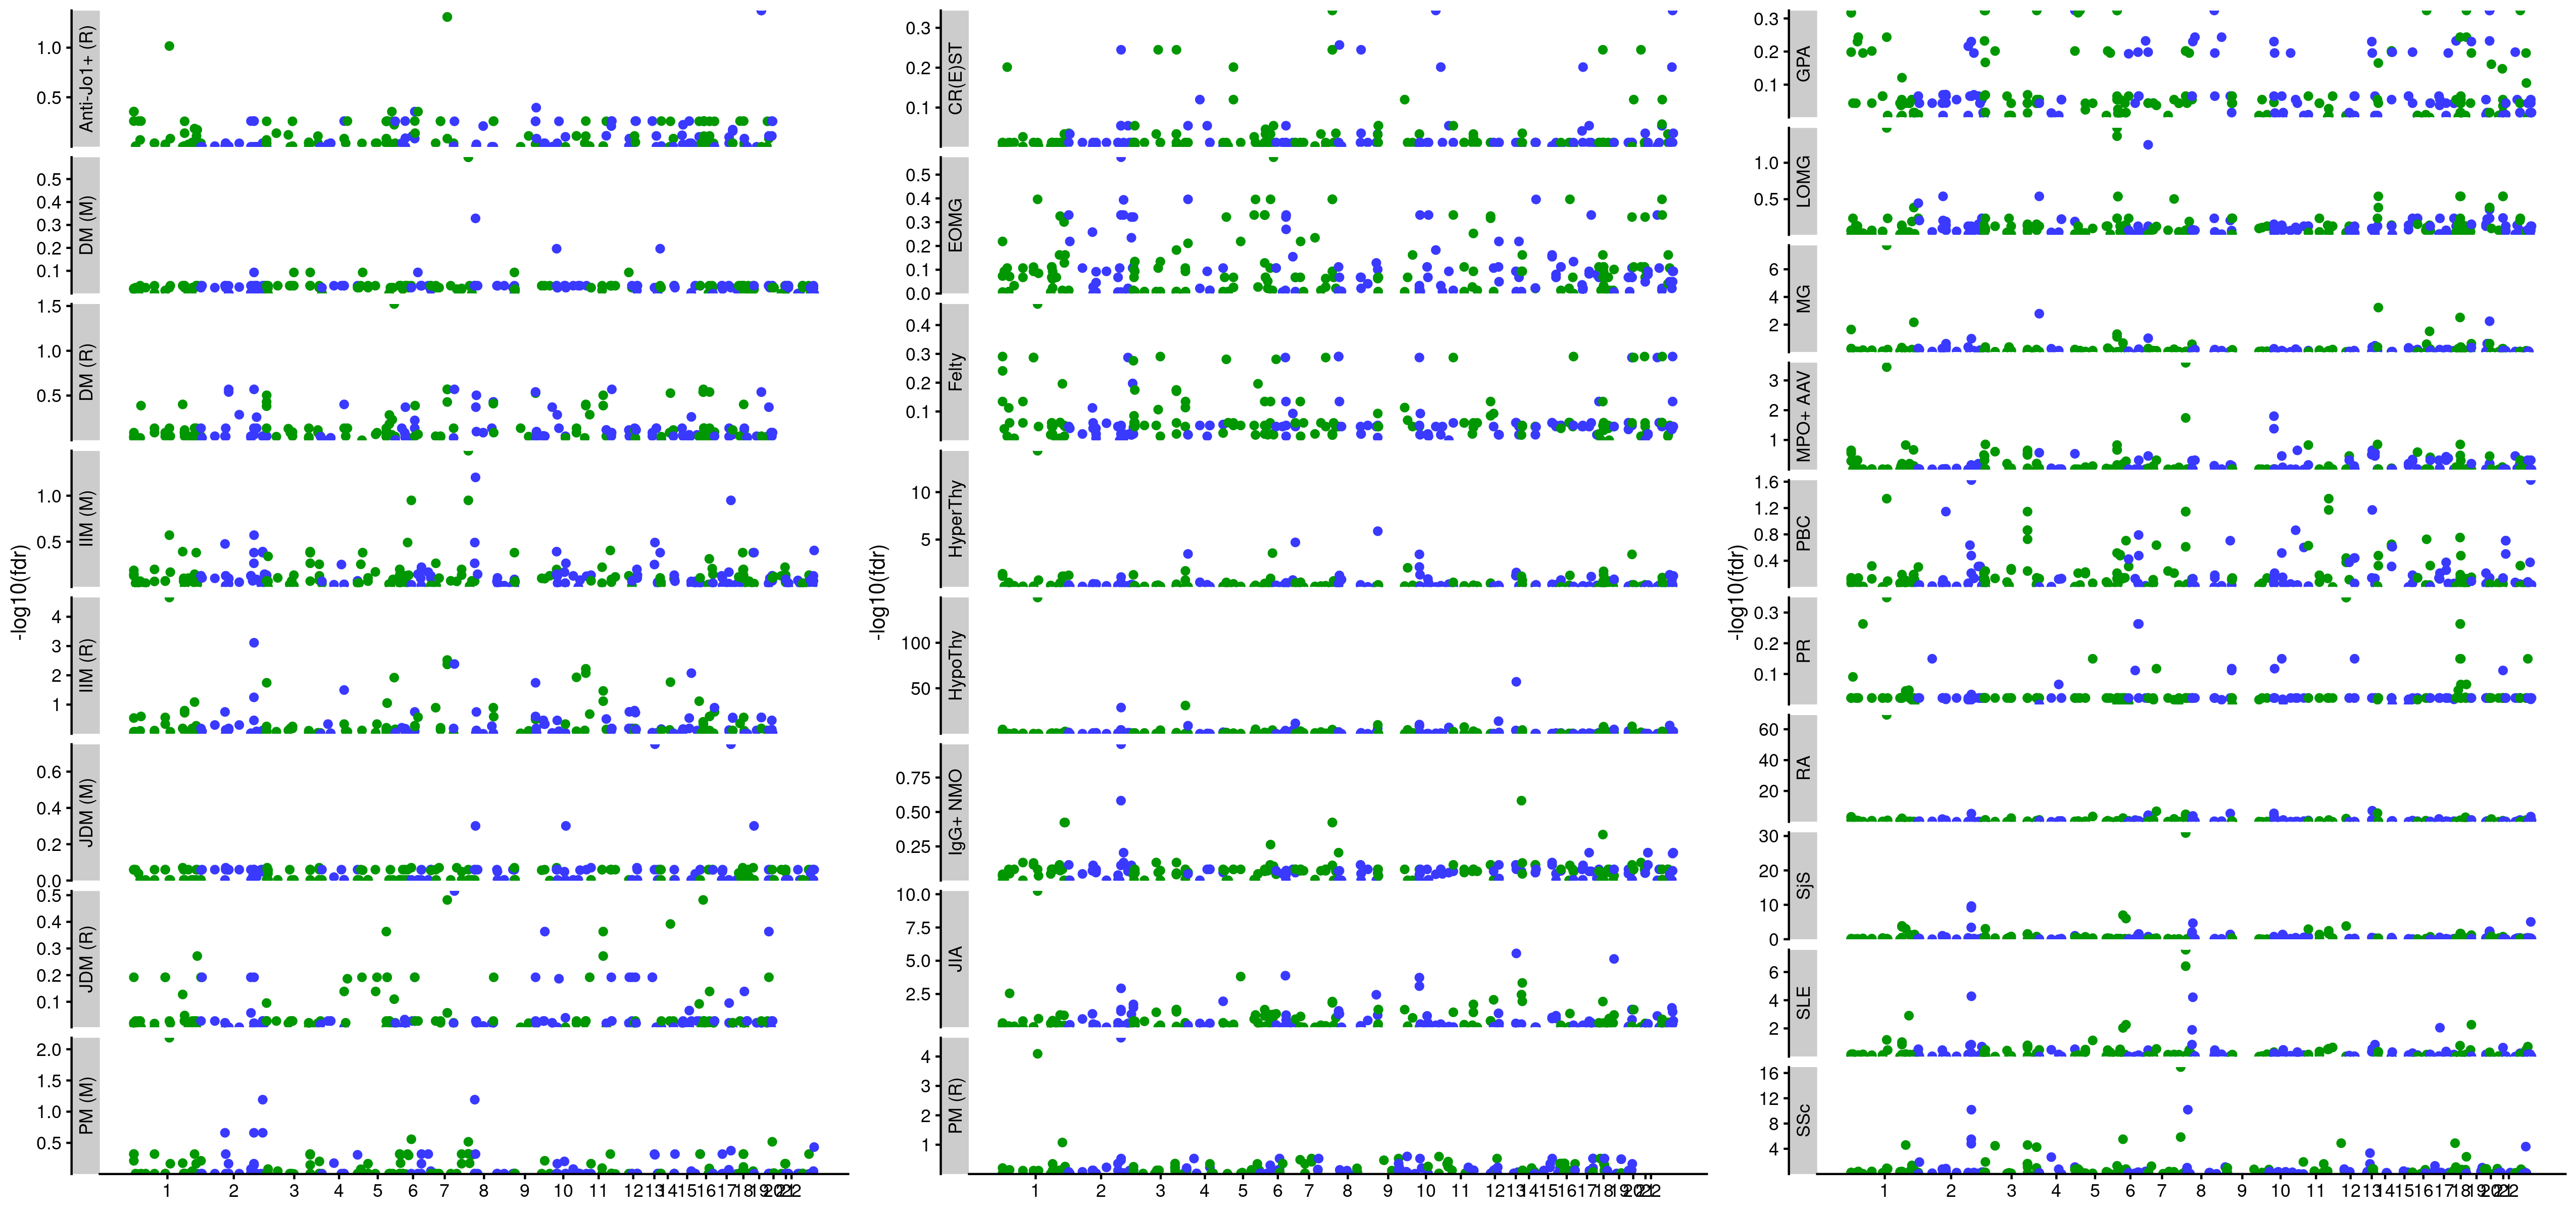 -log10(fdr)
Anti-Jo1+ (R)
1.0
0.5
DM (M)
0.5
0.4
0.3
0.2
0.1
DM (R)
1.5
1.0
0.5
IIM (M)
1.0
0.5
IIM (R)
4
3
2
1
JDM (M)
0.6
0.4
0.2
0.0
JDM (R)
0.5
0.4
0.3
0.2
0.1
PM (M)
2.0
1.5
1.0
0.5
1 2 3 4 5 6 7 8 9 10 11 12 13 14 15 16 17 18 19 20 21 22
-log10(fdr)
CR(E)ST
0.3
0.2
0.1
EOMG
0.5
0.4
0.3
0.2
0.1
0.0
Felty
0.4
0.3
0.2
0.1
HyperThy
10
5
HypoThy
100
50
IgG+ NMO
0.75
0.50
0.25
JIA
10.0
7.5
5.0
2.5
PM (R)
4
3
2
1
1 2 3 4 5 6 7 8 9 10 11 12 13 14 15 16 17 18 19 20 21 22
-log10(fdr)
GPA
0.3
0.2
0.1
LOMG
1.0
0.5
MG
6
4
2
MPO+ AAV
3
2
1
PBC
1.6
1.2
0.8
0.4
PR
0.3
0.2
0.1
RA
60
40
20
SjS
30
20
10
0
SLE
6
4
2
SSc
16
12
8
4
1 2 3 4 5 6 7 8 9 10 11 12 13 14 15 16 17 18 19 20 21 22